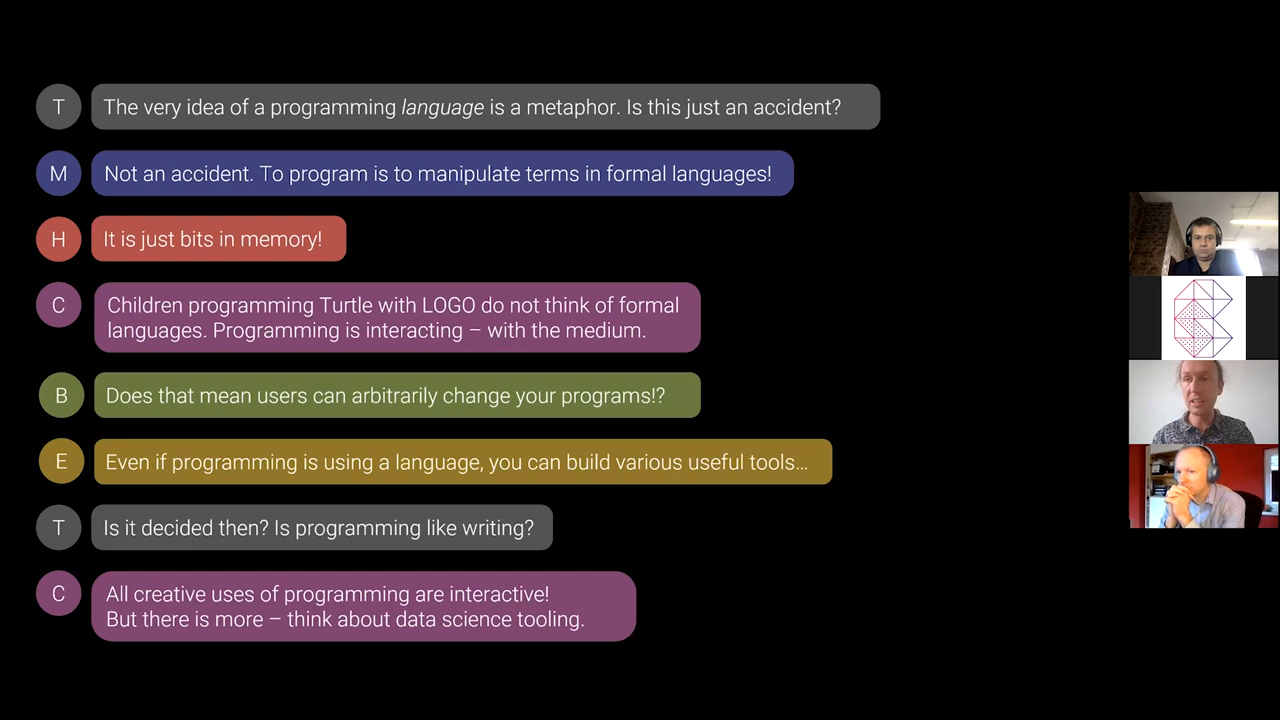 T
The very idea of a programming language is a metaphor. Is this just an accident?
M
Not an accident. To program is to manipulate terms in formal languages!
H
It is just bits in memory!
C
Children programming Turtle with LOGO do not think of formal
languages. Programming is interacting – with the medium.
B
Does that mean users can arbitrarily change your programs!?
E
Even if programming is using a language, you can build various useful tools...
T
Is it decided then? Is programming like writing?
C
All creative uses of programming are interactive!
But there is more – think about data science tooling.